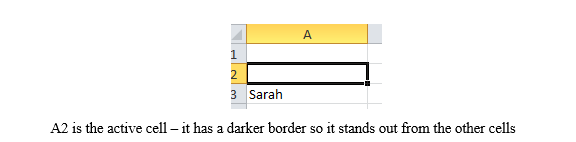 A
1
2
3 Sarah
A2 is the active cell – it has a darker border so it stands out from the other cells